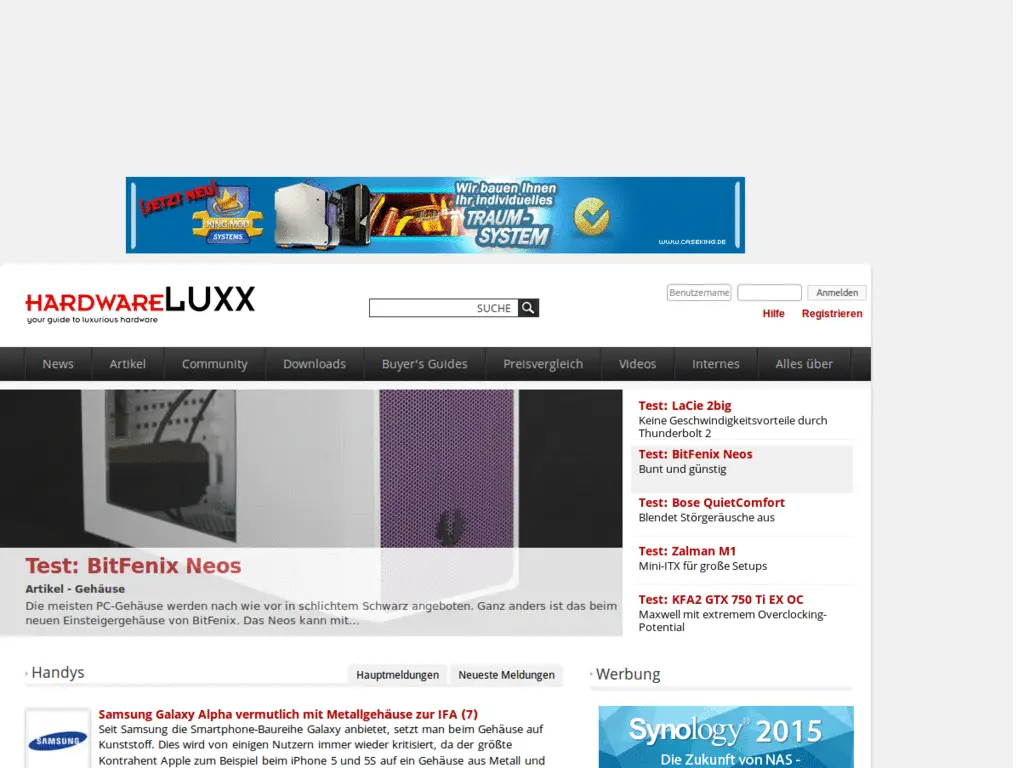 [JETZT NEU]
KING MOD
SYSTEMS
Wir bauen Ihnen
Ihr individuelles
TRAUM-
SYSTEM
WWW.CASEKING.DE
HARDWARELUXX
your guide to luxurious hardware
SUCHE
Benutzername
Anmelden
Hilfe Registrieren
News Artikel Community Downloads Buyer's Guides Preisvergleich Videos Internes Alles über
Test: LaCie 2big
Keine Geschwindigkeitsvorteile durch
Thunderbolt 2
Test: BitFenix Neos
Bunt und günstig
Test: Bose QuietComfort
Blendet Störgeräusche aus
Test: Zalman M1
Mini-ITX für große Setups
Test: KFA2 GTX 750 Ti EX OC
Maxwell mit extremem Overclocking-
Potential
Test: BitFenix Neos
Artikel - Gehäuse
Die meisten PC-Gehäuse werden nach wie vor in schlichtem Schwarz angeboten. Ganz anders ist das beim
neuen Einsteigergehäuse von BitFenix. Das Neos kann mit...
Handys
Hauptmeldungen Neueste Meldungen
Werbung
SAMSUNG
Samsung Galaxy Alpha vermutlich mit Metallgehäuse zur IFA (7)
Seit Samsung die Smartphone-Baureihe Galaxy anbietet, setzt man beim Gehäuse auf
Kunststoff. Dies wird von einigen Nutzern immer wieder kritisiert, da der größte
Kontrahent Apple zum Beispiel beim iPhone 5 und 5S auf ein Gehäuse aus Metall und
Synology® 2015
Die Zukunft von NAS -